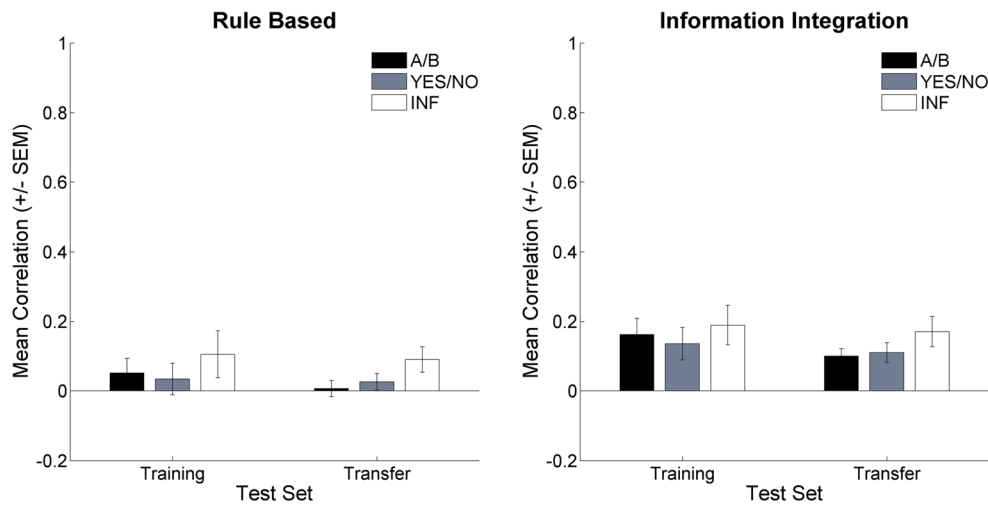 Rule Based
1
0.8
0.6
0.4
0.2
0
-0.2
Mean Correlation (+/- SEM)
A/B
YES/NO
INF
Training
Transfer
Test Set
Information Integration
1
0.8
0.6
0.4
0.2
0
-0.2
Mean Correlation (+/- SEM)
A/B
YES/NO
INF
Training
Transfer
Test Set